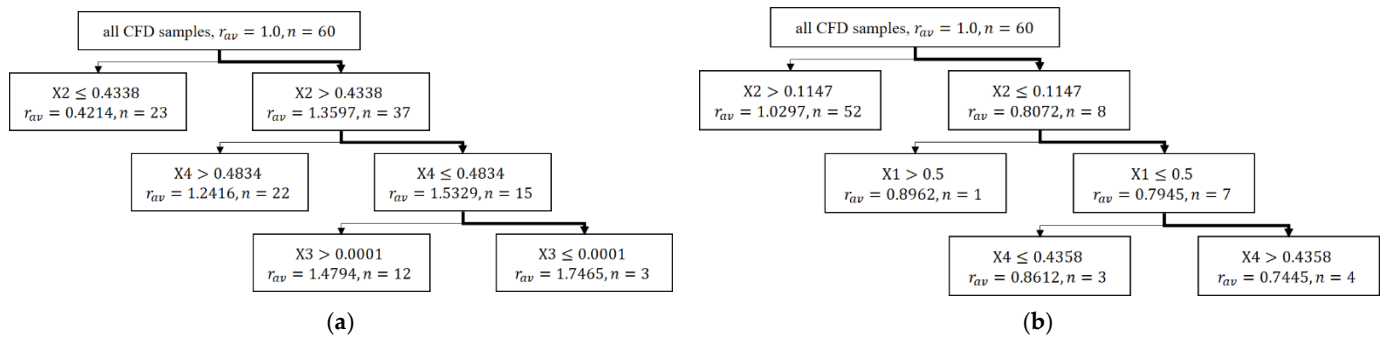 all CFD samples, r_av = 1.0, n = 60
X2 ≤ 0.4338
r_av = 0.4214, n = 23
X2 > 0.4338
r_av = 1.3597, n = 37
X4 > 0.4834
r_av = 1.2416, n = 22
X4 ≤ 0.4834
r_av = 1.5329, n = 15
X3 > 0.0001
r_av = 1.4794, n = 12
X3 ≤ 0.0001
r_av = 1.7465, n = 3
(a)
all CFD samples, r_av = 1.0, n = 60
X2 > 0.1147
r_av = 1.0297, n = 52
X2 ≤ 0.1147
r_av = 0.8072, n = 8
X1 > 0.5
r_av = 0.8962, n = 1
X1 ≤ 0.5
r_av = 0.7945, n = 7
X4 ≤ 0.4358
r_av = 0.8612, n = 3
X4 > 0.4358
r_av = 0.7445, n = 4
(b)